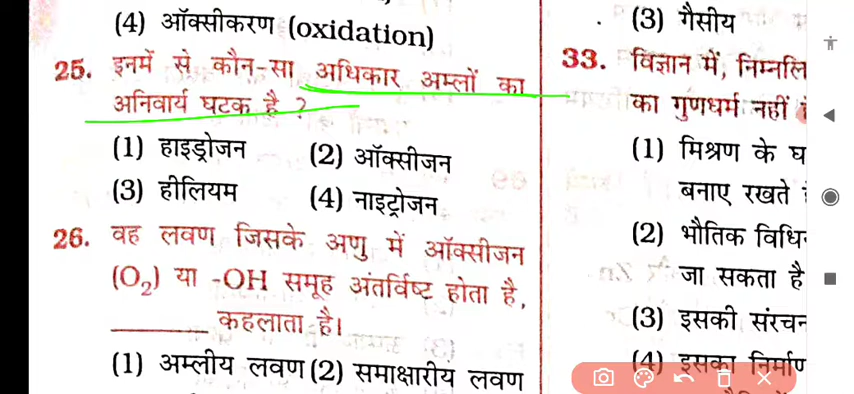 (4) ऑक्सीकरण (oxidation)
25. इनमें से कौन-सा अधिकार अम्लों का
अनिवार्य घटक है ?
(1) हाइड्रोजन (2) ऑक्सीजन
(3) हीलियम (4) नाइट्रोजन
26. वह लवण जिसके अणु में ऑक्सीजन
(O₂) या -OH समूह अंतर्विष्ट होता है,
________ कहलाता है।
(1) अम्लीय लवण (2) समाक्षारीय लवण
(3) गैसीय
33. विज्ञान में, निम्नलि
का गुणधर्म नहीं
(1) मिश्रण के घ
बनाए रखते
(2) भौतिक विधि
जा सकता है
(3) इसकी संरच
(4) इसका निर्माण